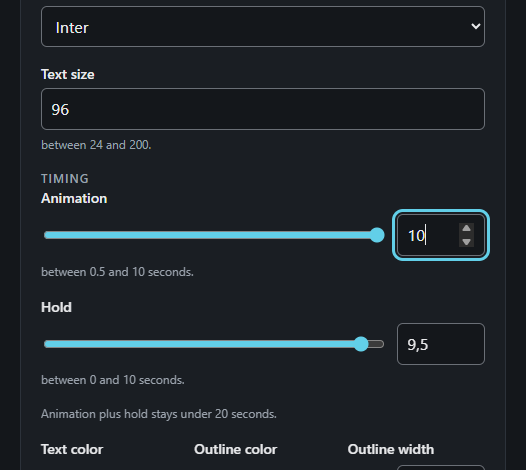 Inter
Text size
96
between 24 and 200.
TIMING
Animation
10
between 0.5 and 10 seconds.
Hold
9,5
between 0 and 10 seconds.
Animation plus hold stays under 20 seconds.
Text color Outline color Outline width